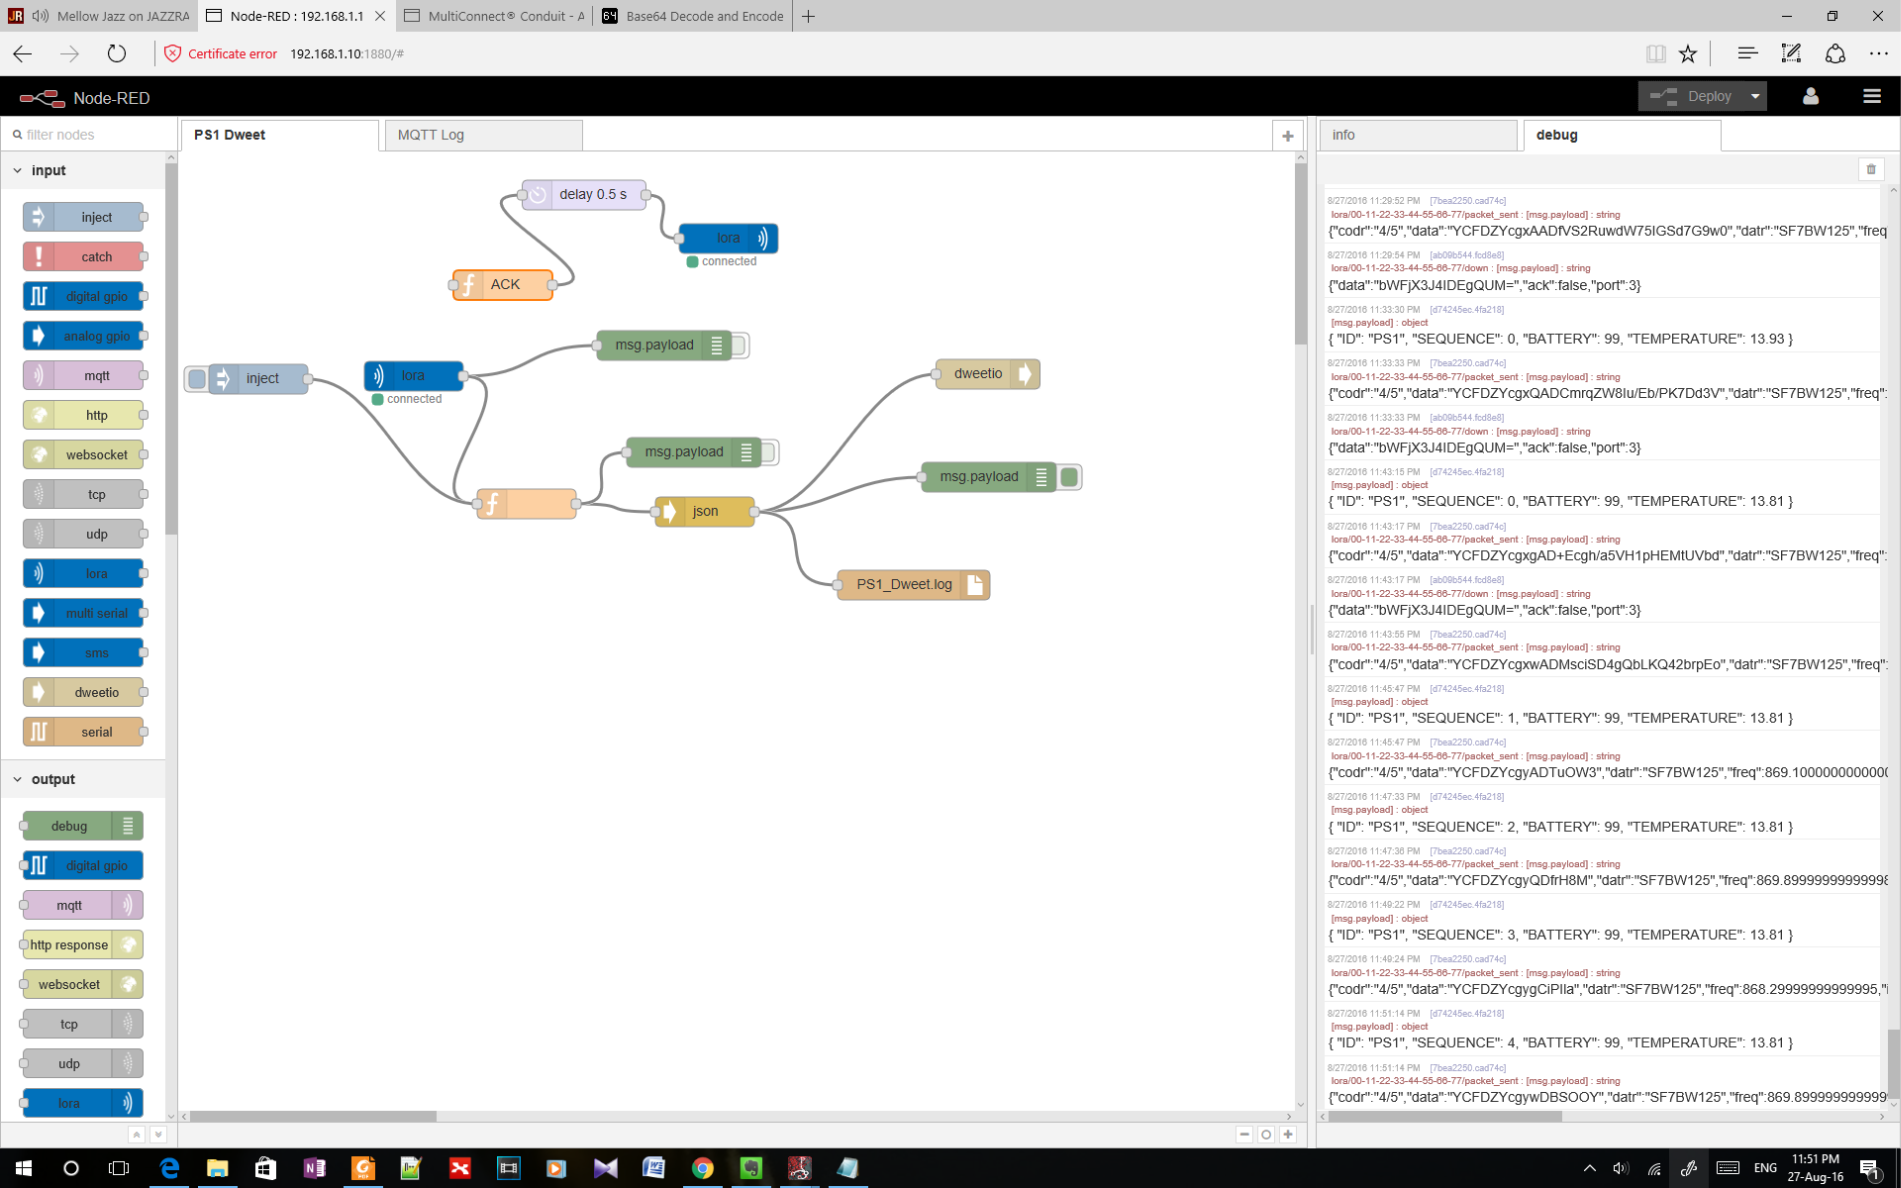 Mellow Jazz on JAZZRA
Node-RED : 192.168.1.1
MultiConnect® Conduit - A
64
Base64 Decode and Encode
Certificate error 192.168.1.10:1880/#
Node-RED
Deploy
filter nodes
PS1 Dweet
MQTT Log
info
debug
input
inject
catch
digital gpio
analog gpio
mqtt
http
websocket
tcp
udp
lora
multi serial
sms
dweetio
serial
output
debug
digital gpio
mqtt
http response
websocket
tcp
udp
lora
delay 0.5 s
lora
connected
ACK
msg.payload
inject
lora
connected
dweetio
msg.payload
msg.payload
json
PS1_Dweet.log
8/27/2016 11:29:52 PM [7bea2250.cad74c]
lora/00-11-22-33-44-55-66-77/packet_sent : [msg.payload] : string
{"codr":"4/5","data":"YCFDZYcgxAADfVS2RuwdW75IGSd7G9w0","datr":"SF7BW125","freq
8/27/2016 11:29:54 PM [ab09b544.fcd8e8]
lora/00-11-22-33-44-55-66-77/down : [msg.payload] : string
{"data":"bWFjX3J4IDEgQUM=","ack":false,"port":3}
8/27/2016 11:33:30 PM [d74245ec.4fa218]
[msg.payload] : object
{ "ID": "PS1", "SEQUENCE": 0, "BATTERY": 99, "TEMPERATURE": 13.93 }
8/27/2016 11:33:33 PM [7bea2250.cad74c]
lora/00-11-22-33-44-55-66-77/packet_sent : [msg.payload] : string
{"codr":"4/5","data":"YCFDZYcgxQADCmrqZW8Iu/Eb/PK7Dd3V","datr":"SF7BW125","freq":
8/27/2016 11:33:33 PM [ab09b544.fcd8e8]
lora/00-11-22-33-44-55-66-77/down : [msg.payload] : string
{"data":"bWFjX3J4IDEgQUM=","ack":false,"port":3}
8/27/2016 11:43:15 PM [d74245ec.4fa218]
[msg.payload] : object
{ "ID": "PS1", "SEQUENCE": 0, "BATTERY": 99, "TEMPERATURE": 13.81 }
8/27/2016 11:43:17 PM [7bea2250.cad74c]
lora/00-11-22-33-44-55-66-77/packet_sent : [msg.payload] : string
{"codr":"4/5","data":"YCFDZYcgxgAD+Ecgh/a5VH1pHEMtUVbd","datr":"SF7BW125","freq":
8/27/2016 11:43:17 PM [ab09b544.fcd8e8]
lora/00-11-22-33-44-55-66-77/down : [msg.payload] : string
{"data":"bWFjX3J4IDEgQUM=","ack":false,"port":3}
8/27/2016 11:43:55 PM [7bea2250.cad74c]
lora/00-11-22-33-44-55-66-77/packet_sent : [msg.payload] : string
{"codr":"4/5","data":"YCFDZYcgxwADMsciSD4gQbLKQ42brpEo","datr":"SF7BW125","freq":
8/27/2016 11:45:47 PM [d74245ec.4fa218]
[msg.payload] : object
{ "ID": "PS1", "SEQUENCE": 1, "BATTERY": 99, "TEMPERATURE": 13.81 }
8/27/2016 11:45:47 PM [7bea2250.cad74c]
lora/00-11-22-33-44-55-66-77/packet_sent : [msg.payload] : string
{"codr":"4/5","data":"YCFDZYcgyADTuOW3","datr":"SF7BW125","freq":869.1000000000000
8/27/2016 11:47:33 PM [d74245ec.4fa218]
[msg.payload] : object
{ "ID": "PS1", "SEQUENCE": 2, "BATTERY": 99, "TEMPERATURE": 13.81 }
8/27/2016 11:47:36 PM [7bea2250.cad74c]
lora/00-11-22-33-44-55-66-77/packet_sent : [msg.payload] : string
{"codr":"4/5","data":"YCFDZYcgyQDfrH8M","datr":"SF7BW125","freq":869.89999999999998
8/27/2016 11:49:22 PM [d74245ec.4fa218]
[msg.payload] : object
{ "ID": "PS1", "SEQUENCE": 3, "BATTERY": 99, "TEMPERATURE": 13.81 }
8/27/2016 11:49:24 PM [7bea2250.cad74c]
lora/00-11-22-33-44-55-66-77/packet_sent : [msg.payload] : string
{"codr":"4/5","data":"YCFDZYcgygCiPlla","datr":"SF7BW125","freq":868.29999999999995,"i
8/27/2016 11:51:14 PM [d74245ec.4fa218]
[msg.payload] : object
{ "ID": "PS1", "SEQUENCE": 4, "BATTERY": 99, "TEMPERATURE": 13.81 }
8/27/2016 11:51:14 PM [7bea2250.cad74c]
lora/00-11-22-33-44-55-66-77/packet_sent : [msg.payload] : string
{"codr":"4/5","data":"YCFDZYcgywDBSOOY","datr":"SF7BW125","freq":869.8999999999999
ENG
11:51 PM
27-Aug-16
1